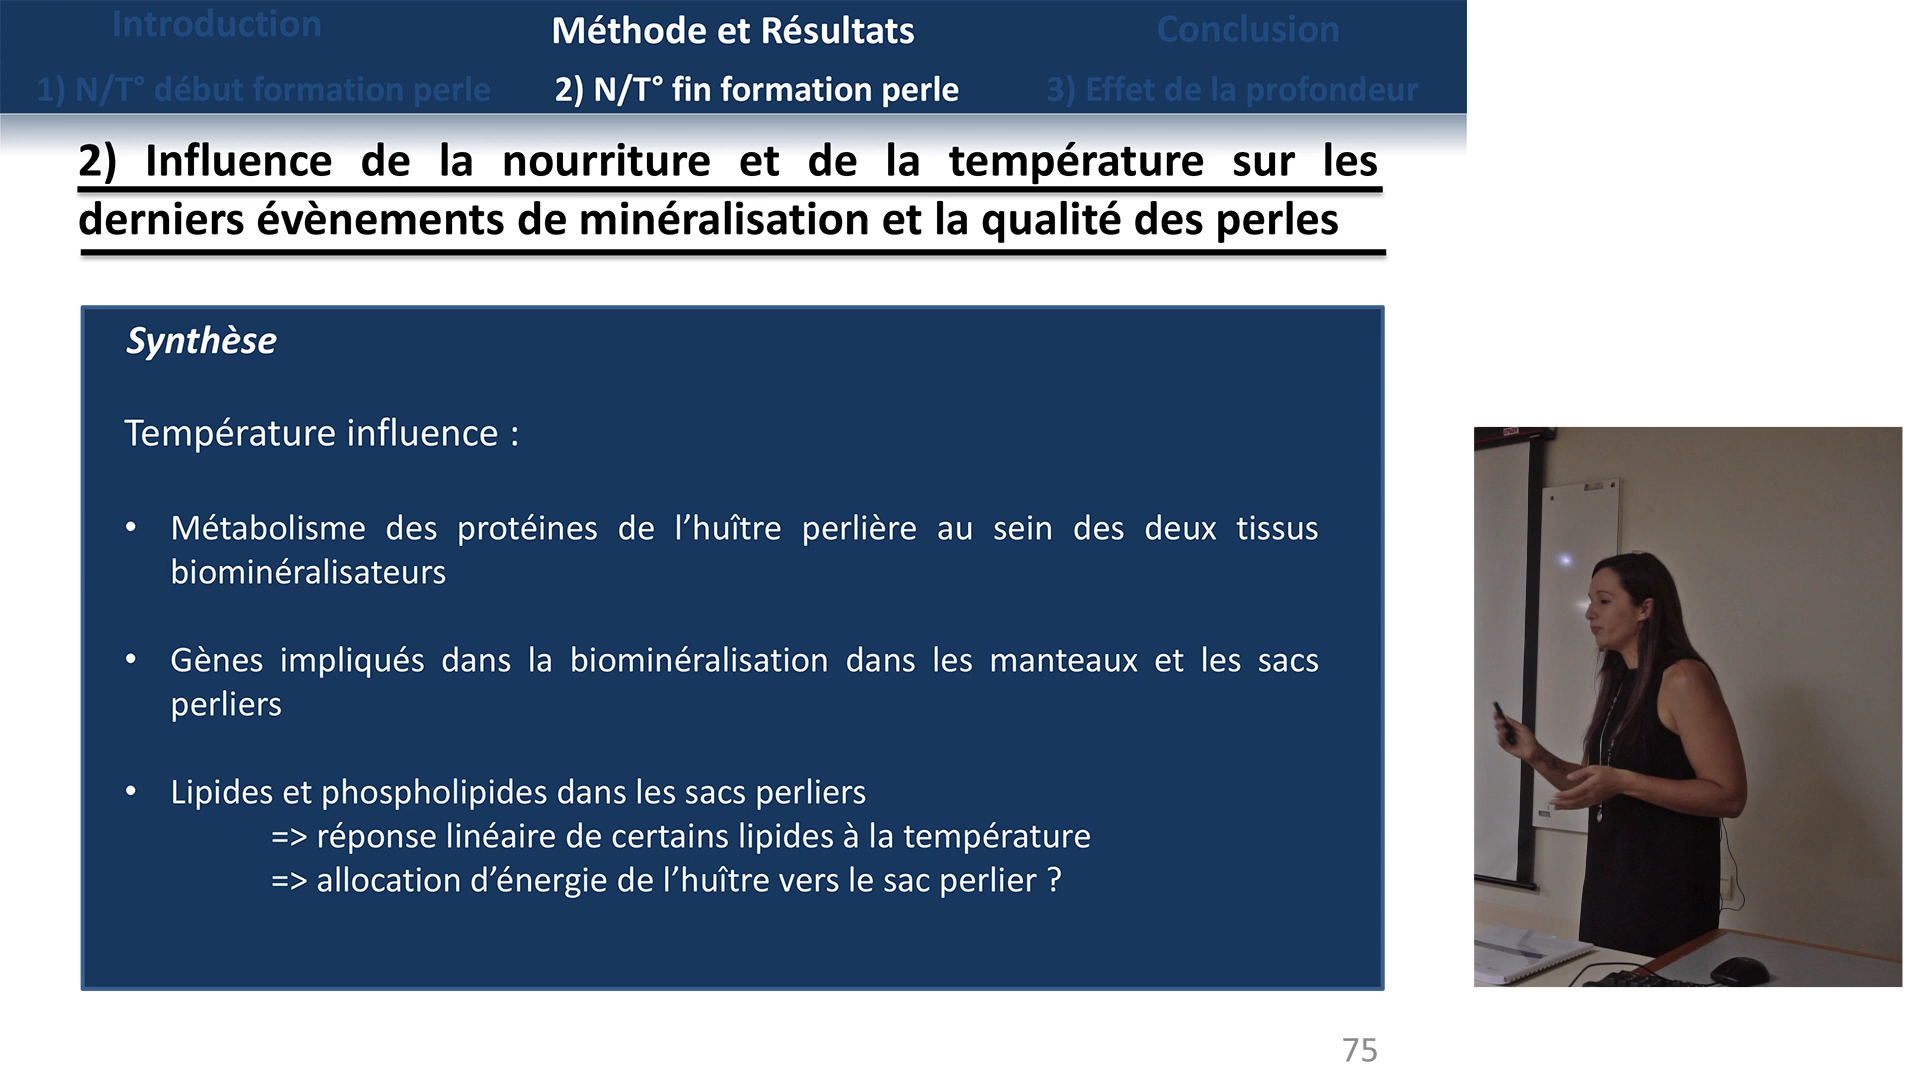 Introduction
Méthode et Résultats
Conclusion
1) N/T° début formation perle
2) N/T° fin formation perle
3) Effet de la profondeur
2) Influence de la nourriture et de la température sur les
derniers évènements de minéralisation et la qualité des perles
Synthèse
Température influence :
• Métabolisme des protéines de l’huître perlière au sein des deux tissus
biominéralisateurs
• Gènes impliqués dans la biominéralisation dans les manteaux et les sacs
perliers
• Lipides et phospholipides dans les sacs perliers
=> réponse linéaire de certains lipides à la température
=> allocation d’énergie de l’huître vers le sac perlier ?
75